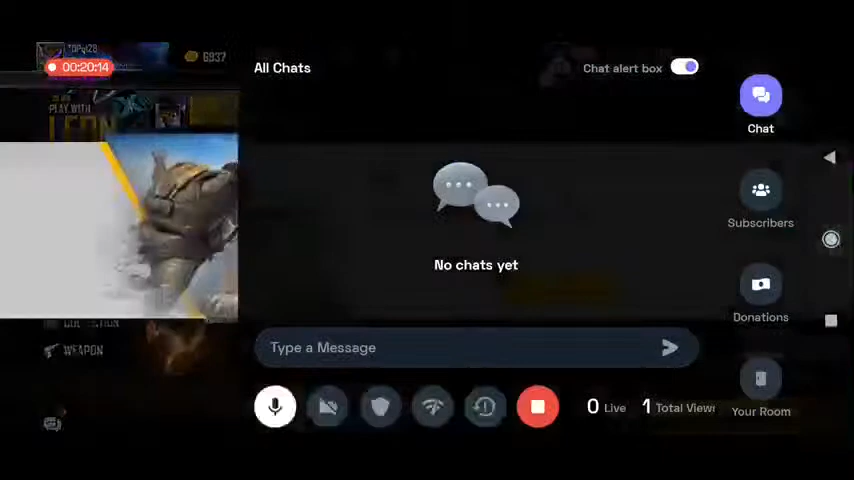 6937
00:20:14
All Chats
Chat alert box
PLAY WITH
Chat
Subscribers
No chats yet
Donations
COLLECTION
WEAPON
Type a Message
0 Live
1 Total View
Your Room